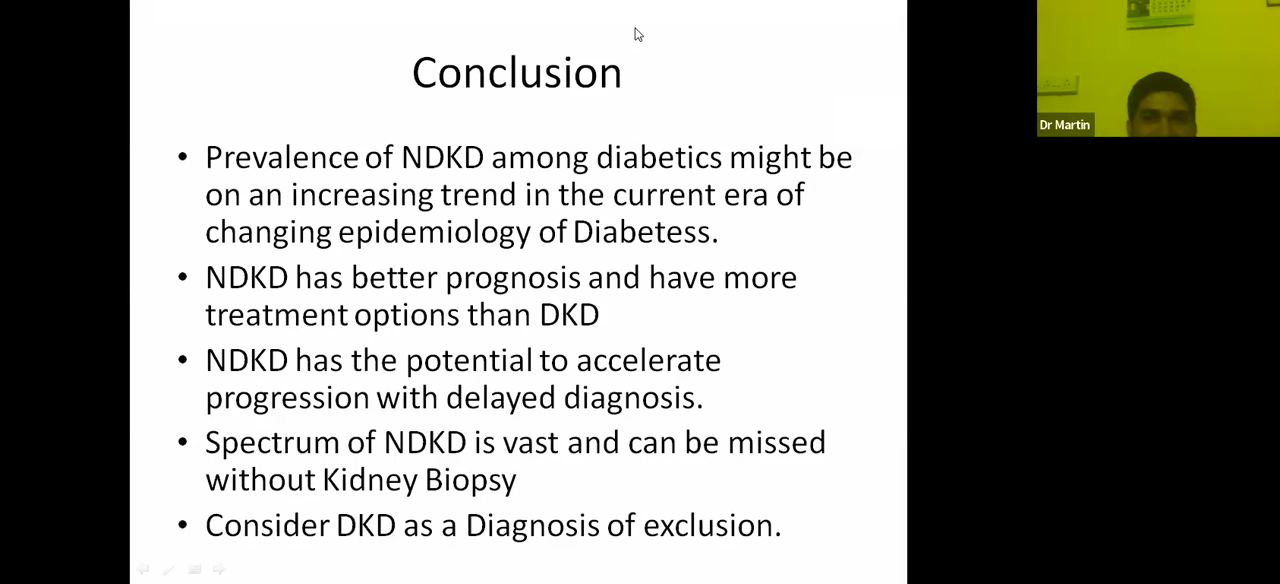 Conclusion
• Prevalence of NDKD among diabetics might be
on an increasing trend in the current era of
changing epidemiology of Diabetess.
• NDKD has better prognosis and have more
treatment options than DKD
• NDKD has the potential to accelerate
progression with delayed diagnosis.
• Spectrum of NDKD is vast and can be missed
without Kidney Biopsy
• Consider DKD as a Diagnosis of exclusion.
Dr Martin